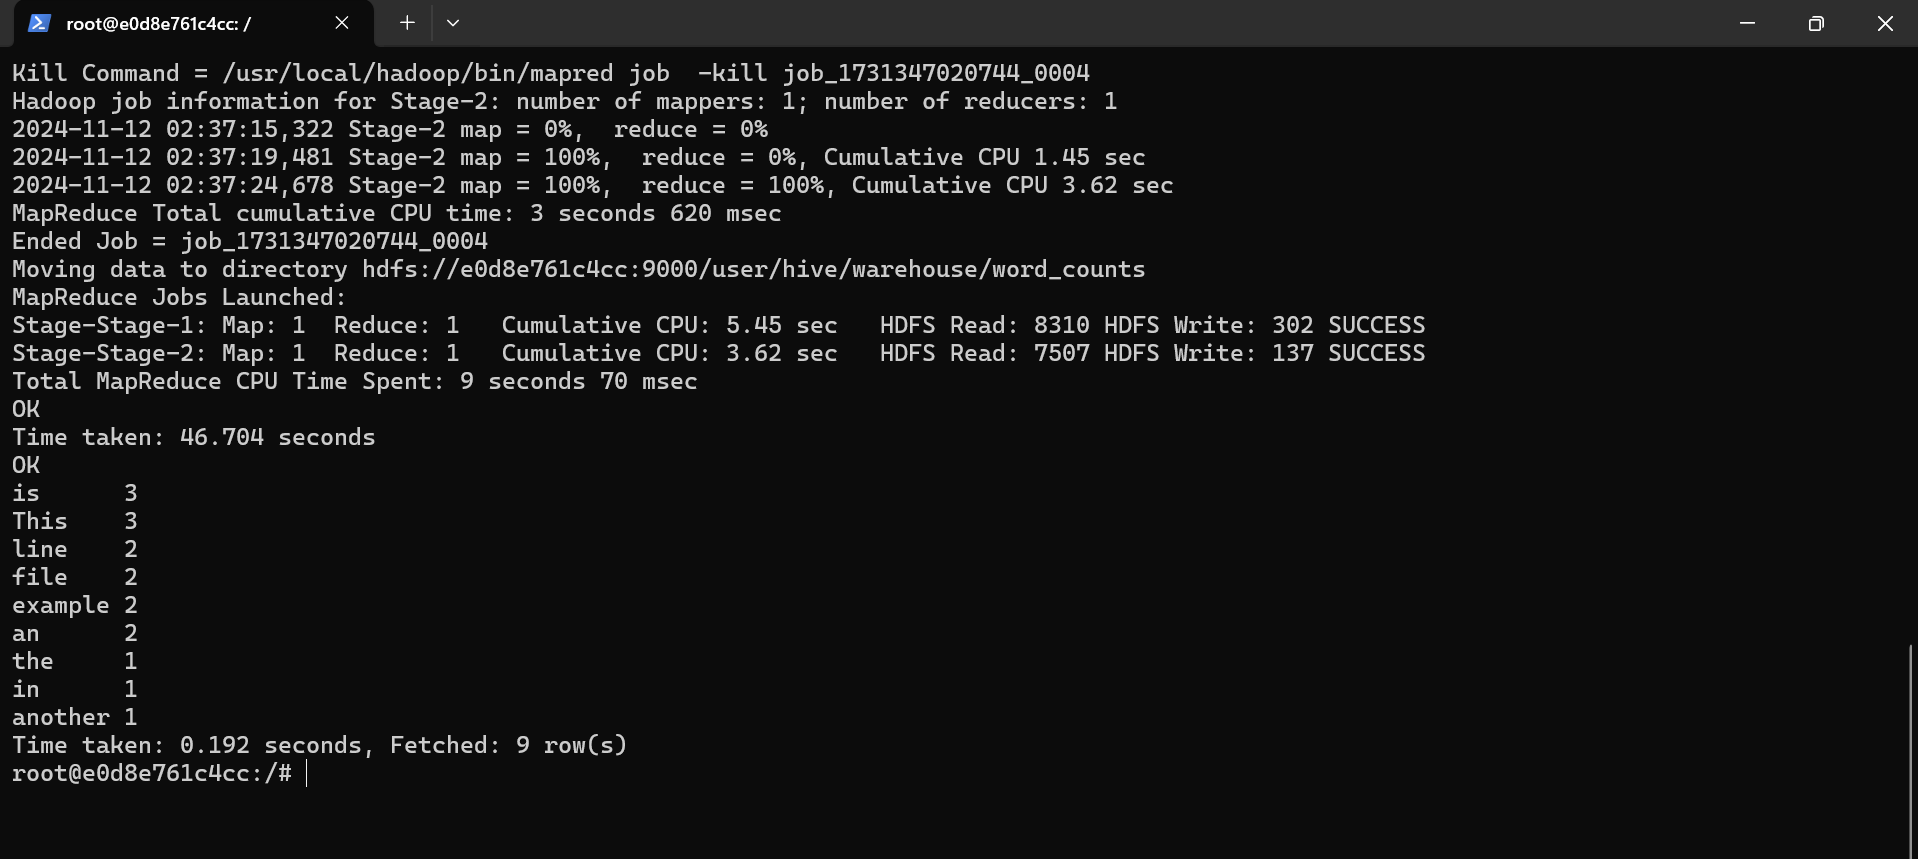 root@e0d8e761c4cc: /
Kill Command = /usr/local/hadoop/bin/mapred job  -kill job_1731347020744_0004
Hadoop job information for Stage-2: number of mappers: 1; number of reducers: 1
2024-11-12 02:37:15,322 Stage-2 map = 0%,  reduce = 0%
2024-11-12 02:37:19,481 Stage-2 map = 100%,  reduce = 0%, Cumulative CPU 1.45 sec
2024-11-12 02:37:24,678 Stage-2 map = 100%,  reduce = 100%, Cumulative CPU 3.62 sec
MapReduce Total cumulative CPU time: 3 seconds 620 msec
Ended Job = job_1731347020744_0004
Moving data to directory hdfs://e0d8e761c4cc:9000/user/hive/warehouse/word_counts
MapReduce Jobs Launched:
Stage-Stage-1: Map: 1  Reduce: 1   Cumulative CPU: 5.45 sec   HDFS Read: 8310 HDFS Write: 302 SUCCESS
Stage-Stage-2: Map: 1  Reduce: 1   Cumulative CPU: 3.62 sec   HDFS Read: 7507 HDFS Write: 137 SUCCESS
Total MapReduce CPU Time Spent: 9 seconds 70 msec
OK
Time taken: 46.704 seconds
OK
is      3
This    3
line    2
file    2
example 2
an      2
the     1
in      1
another 1
Time taken: 0.192 seconds, Fetched: 9 row(s)
root@e0d8e761c4cc:/#